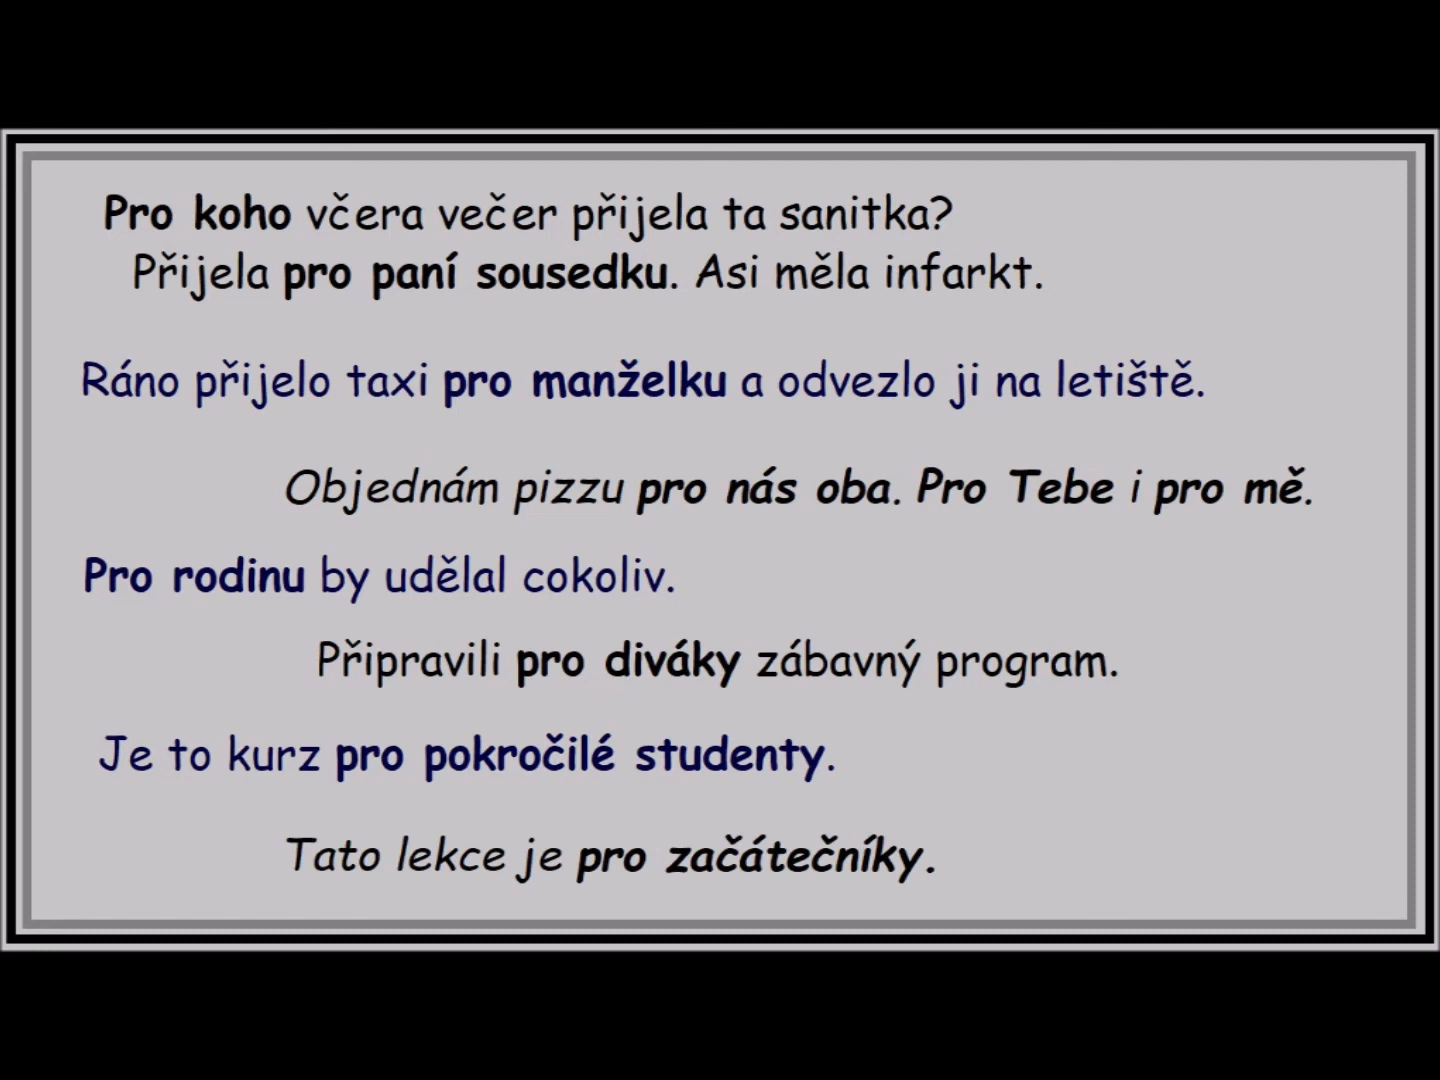 Pro koho včera večer přijela ta sanitka?
Přijela pro paní sousedku. Asi měla infarkt.
Ráno přijelo taxi pro manželku a odvezlo ji na letiště.
Objednám pizzu pro nás oba. Pro Tebe i pro mě.
Pro rodinu by udělal cokoliv.
Připravili pro diváky zábavný program.
Je to kurz pro pokročilé studenty.
Tato lekce je pro začátečníky.